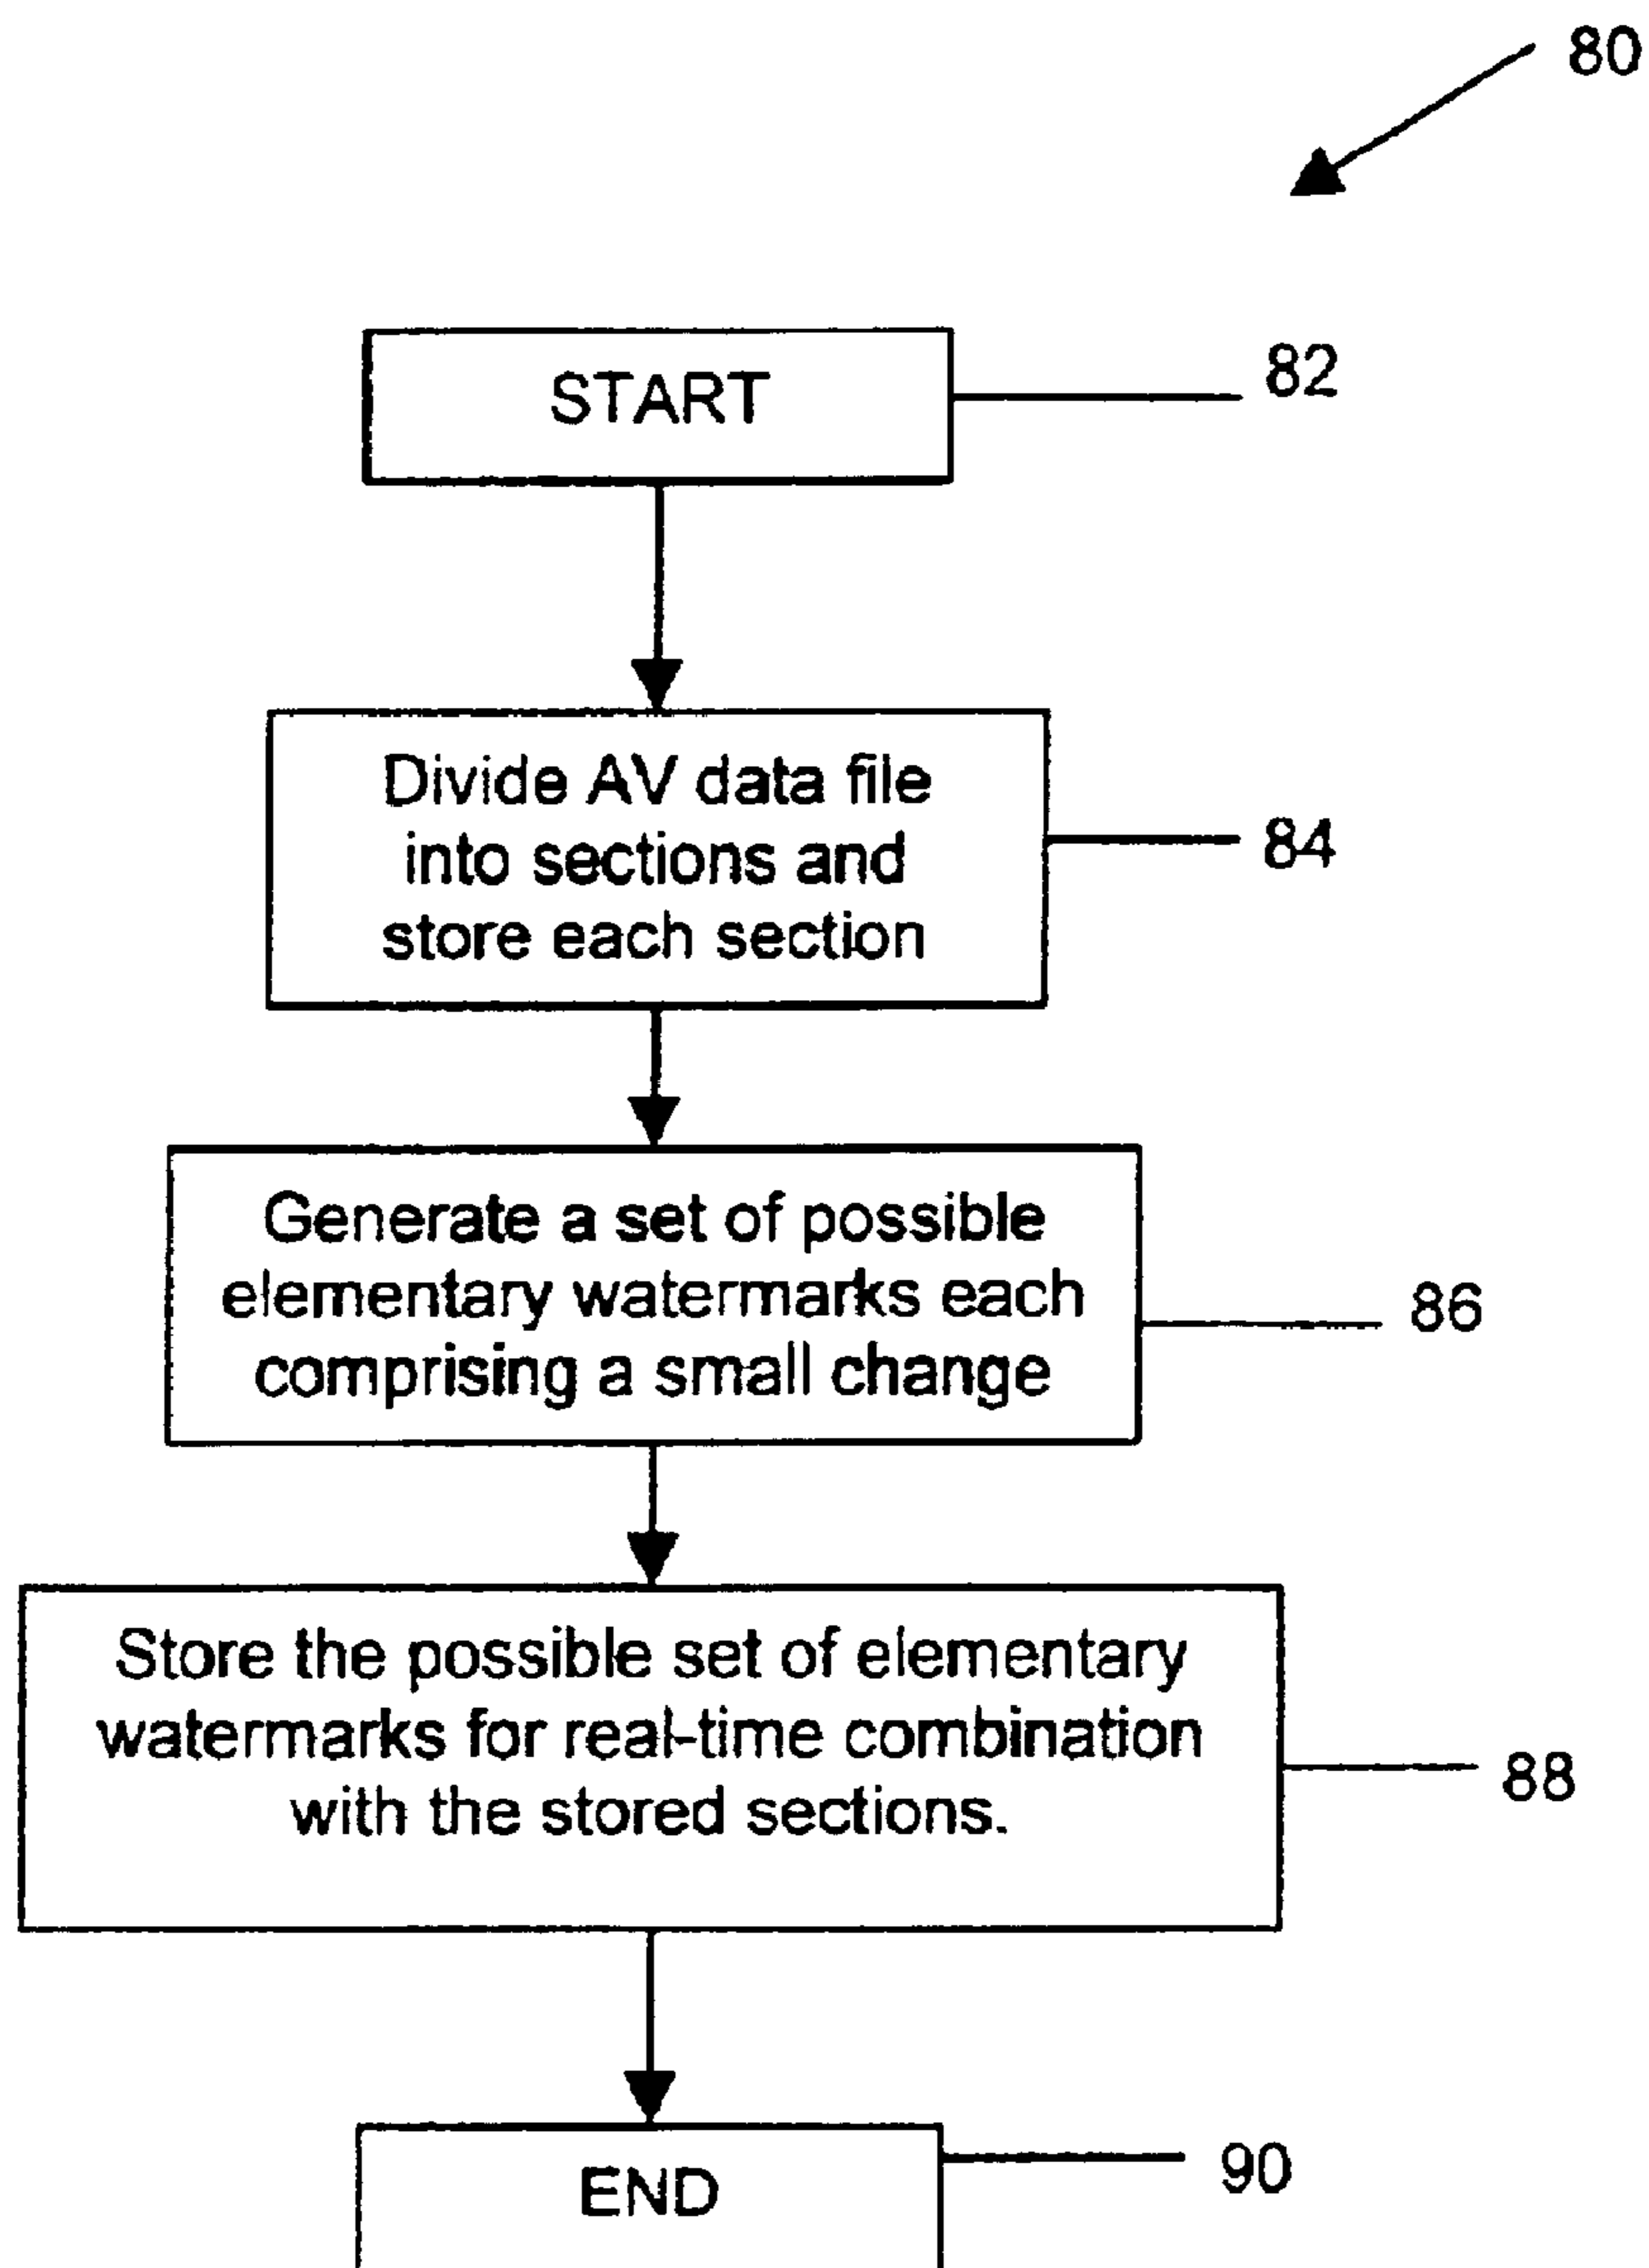 80
START
82
Divide AV data file
into sections and
store each section
84
Generate a set of possible
elementary watermarks each
comprising a small change
86
Store the possible set of elementary
watermarks for real-time combination
with the stored sections.
88
END
90